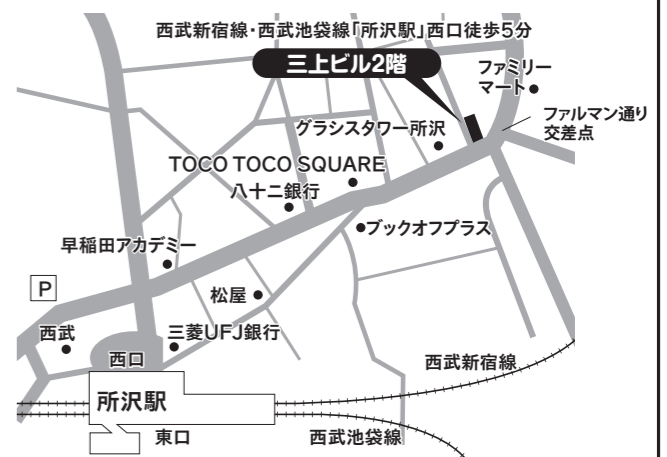 西武新宿線・西武池袋線「所沢駅」西口徒歩5分
三上ビル2階
ファミリー
マート
ファルマン通り
交差点
グラシスタワー所沢
TOCO TOCO SQUARE
八十二銀行
ブックオフプラス
早稲田アカデミー
P
松屋
西武
三菱UFJ銀行
西口
西武新宿線
所沢駅
東口
西武池袋線